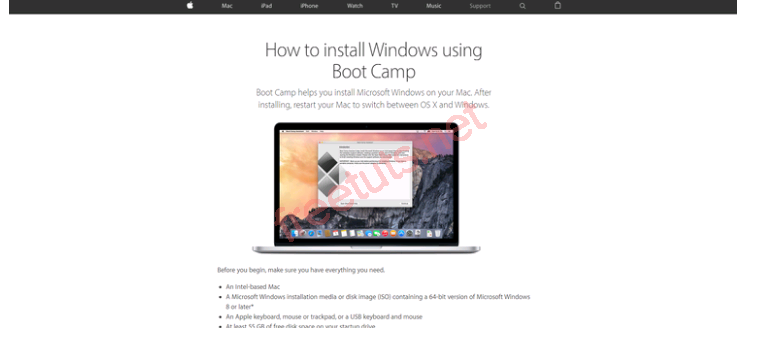 Mac iPad iPhone Watch TV Music Support
How to install Windows using
Boot Camp
Boot Camp helps you install Microsoft Windows on your Mac. After
installing, restart your Mac to switch between OS X and Windows.
freetuts.net
Before you begin, make sure you have everything you need.
An Intel-based Mac
A Microsoft Windows installation media or disk image (ISO) containing a 64-bit version of Microsoft Windows
8 or later*
An Apple keyboard, mouse or trackpad, or a USB keyboard and mouse
At least 55 GB of free disk space on your startup drive